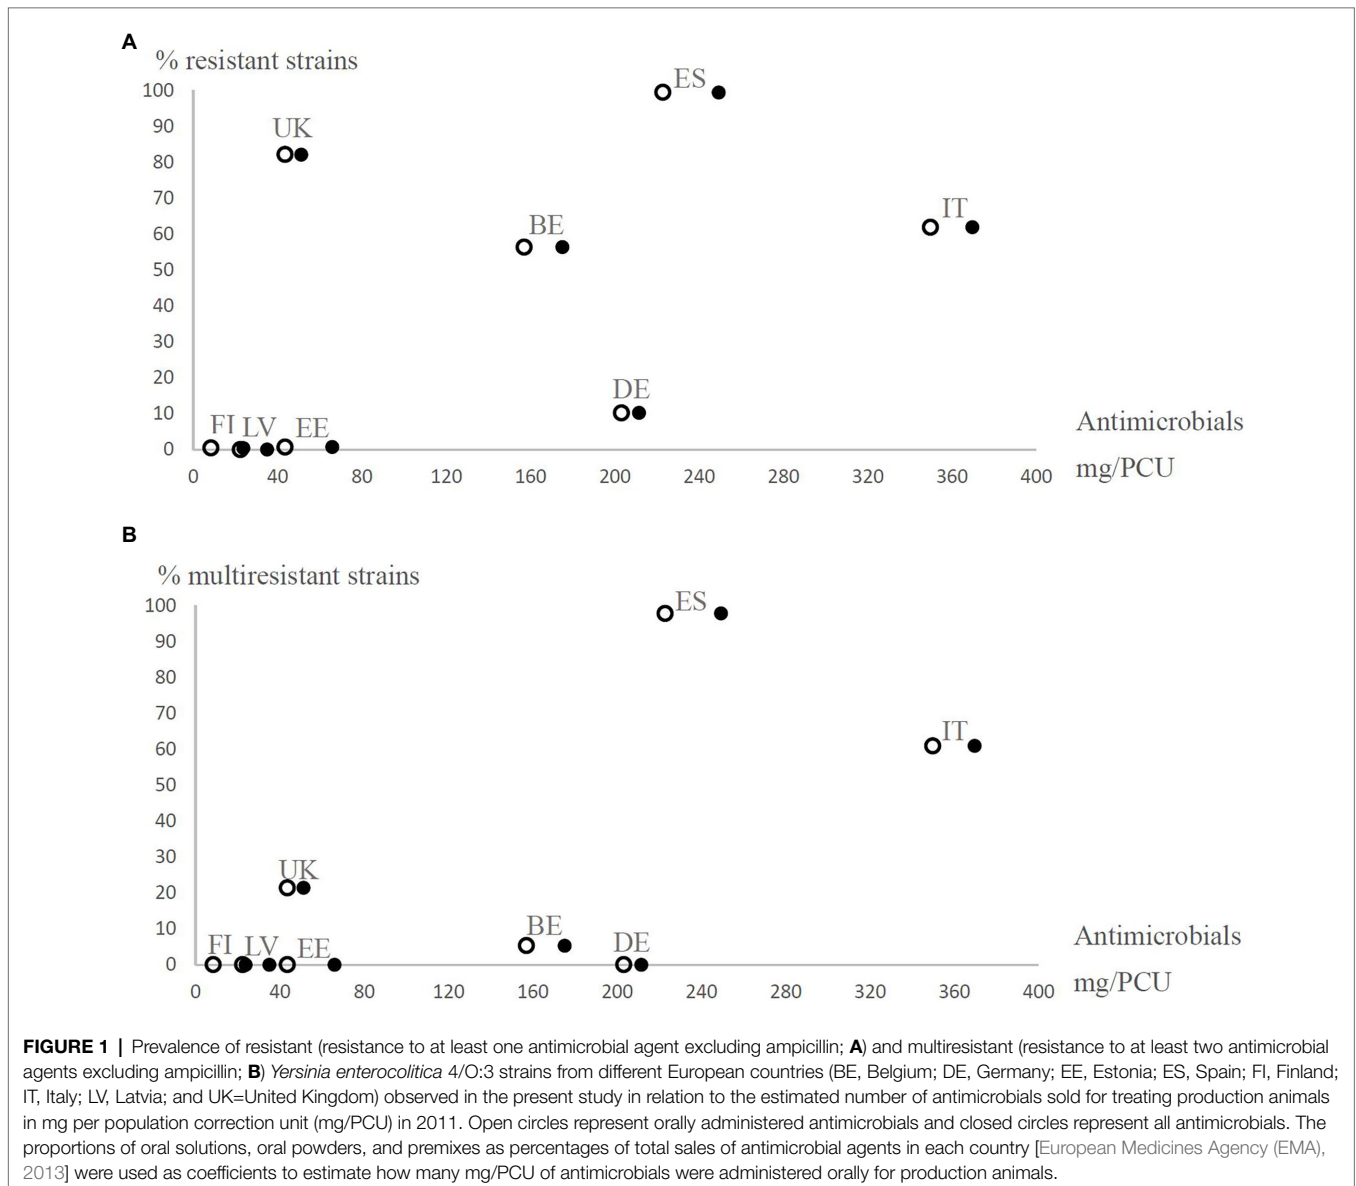 A
% resistant strains
100
90
80
70
60
50
40
30
20
10
0
UK
ES
BE
IT
DE
FI
LV
EE
0 40 80 120 160 200 240 280 320 360 400
Antimicrobials
mg/PCU
B
% multiresistant strains
100
90
80
70
60
50
40
30
20
10
0
ES
IT
UK
BE
DE
FI
LV
EE
0 40 80 120 160 200 240 280 320 360 400
Antimicrobials
mg/PCU
FIGURE 1 | Prevalence of resistant (resistance to at least one antimicrobial agent excluding ampicillin; A) and multiresistant (resistance to at least two antimicrobial
agents excluding ampicillin; B) Yersinia enterocolitica 4/O:3 strains from different European countries (BE, Belgium; DE, Germany; EE, Estonia; ES, Spain; FI, Finland;
IT, Italy; LV, Latvia; and UK=United Kingdom) observed in the present study in relation to the estimated number of antimicrobials sold for treating production animals
in mg per population correction unit (mg/PCU) in 2011. Open circles represent orally administered antimicrobials and closed circles represent all antimicrobials. The
proportions of oral solutions, oral powders, and premixes as percentages of total sales of antimicrobial agents in each country [European Medicines Agency (EMA),
2013] were used as coefficients to estimate how many mg/PCU of antimicrobials were administered orally for production animals.